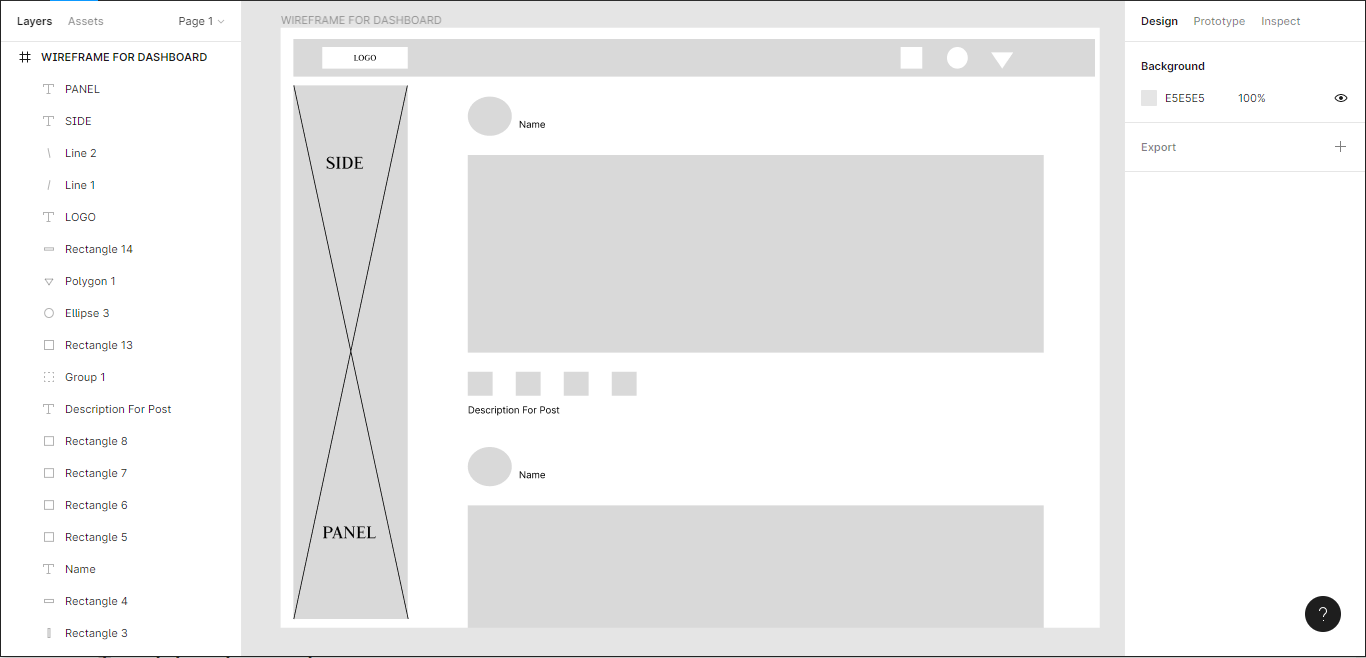 Layers Assets Page 1
WIREFRAME FOR DASHBOARD
PANEL
SIDE
Line 2
Line 1
LOGO
Rectangle 14
Polygon 1
Ellipse 3
Rectangle 13
Group 1
Description For Post
Rectangle 8
Rectangle 7
Rectangle 6
Rectangle 5
Name
Rectangle 4
Rectangle 3
WIREFRAME FOR DASHBOARD
LOGO
SIDE
PANEL
Name
Description For Post
Name
Design Prototype Inspect
Background
E5E5E5 100%
Export
?